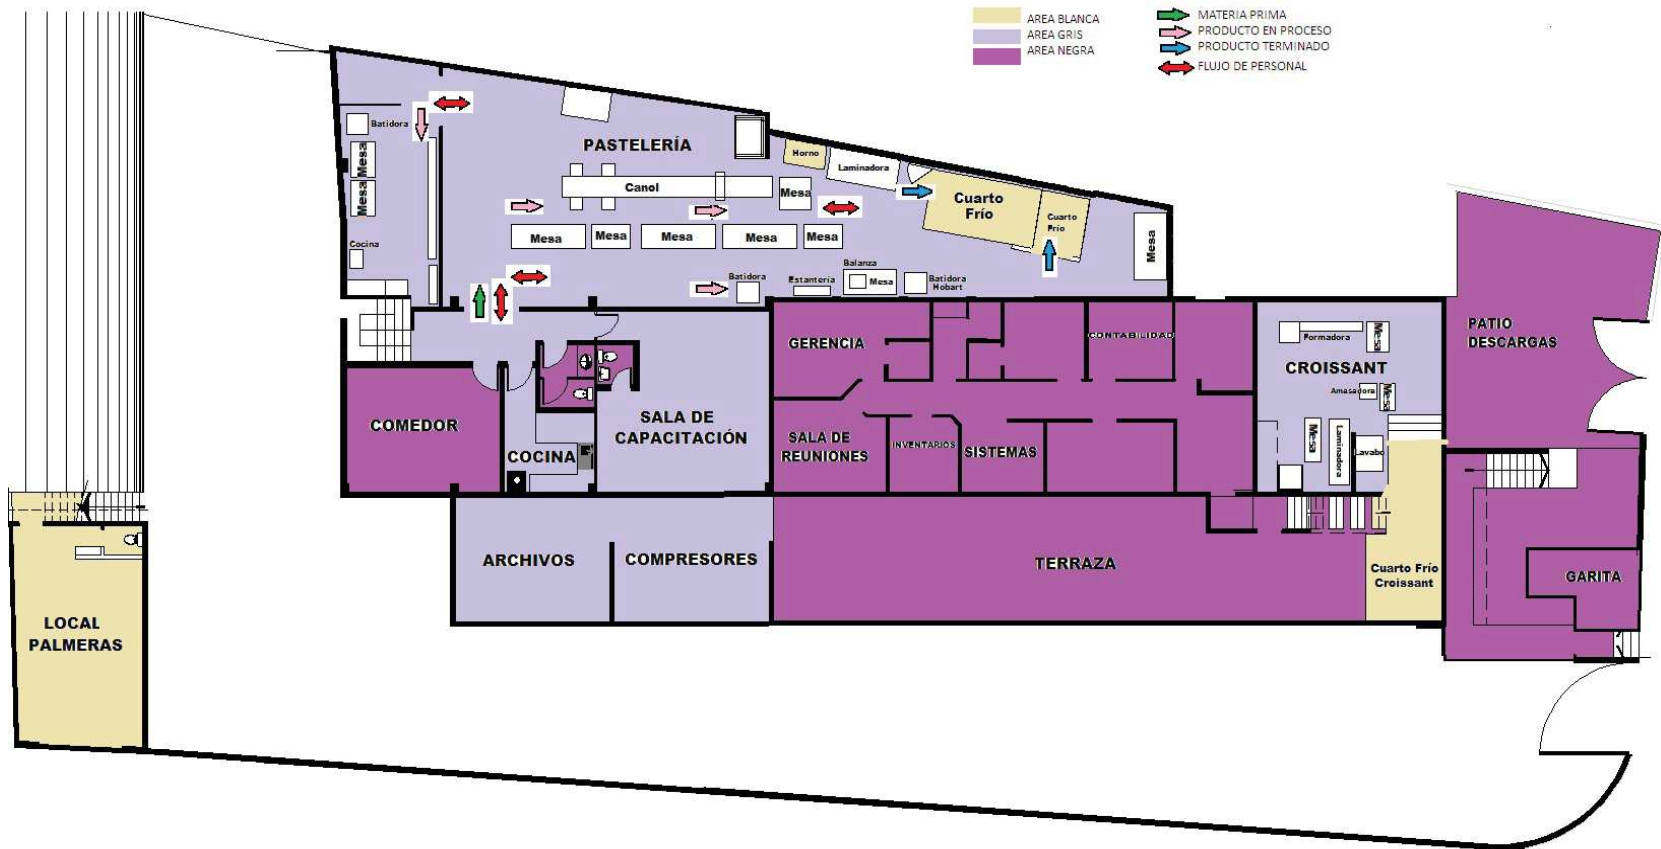 AREA BLANCA
AREA GRIS
AREA NEGRA
MATERIA PRIMA
PRODUCTO EN PROCESO
PRODUCTO TERMINADO
FLUJO DE PERSONAL
Batidora
Mesa
Mesa
Cocina
PASTELERÍA
Canol
Mesa
Horno
Laminadora
Cuarto
Frío
Cuarto
Frío
Mesa
Mesa
Mesa
Mesa
Mesa
Mesa
Batidora
Estantería
Balanza
Mesa
Batidora
Hobart
GERENCIA
CONTABILIDAD
Formadora
Mesa
CROISSANT
Amasadora
Mesa
Mesa
Laminadora
Lavabo
PATIO
DESCARGAS
COMEDOR
COCINA
SALA DE
CAPACITACIÓN
SALA DE
REUNIONES
INVENTARIOS
SISTEMAS
ARCHIVOS
COMPRESORES
TERRAZA
Cuarto Frío
Croissant
GARITA
LOCAL
PALMERAS